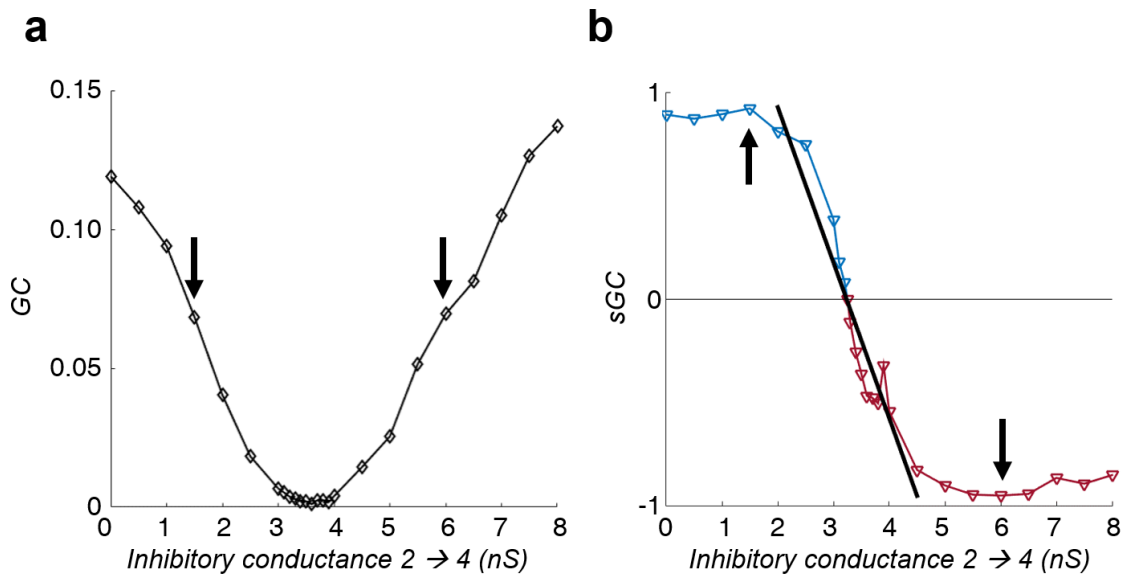 a
b
0.15
0.10
0.05
0
GC
0 1 2 3 4 5 6 7 8
Inhibitory conductance 2 → 4 (nS)
1
0
-1
sGC
0 1 2 3 4 5 6 7 8
Inhibitory conductance 2 → 4 (nS)